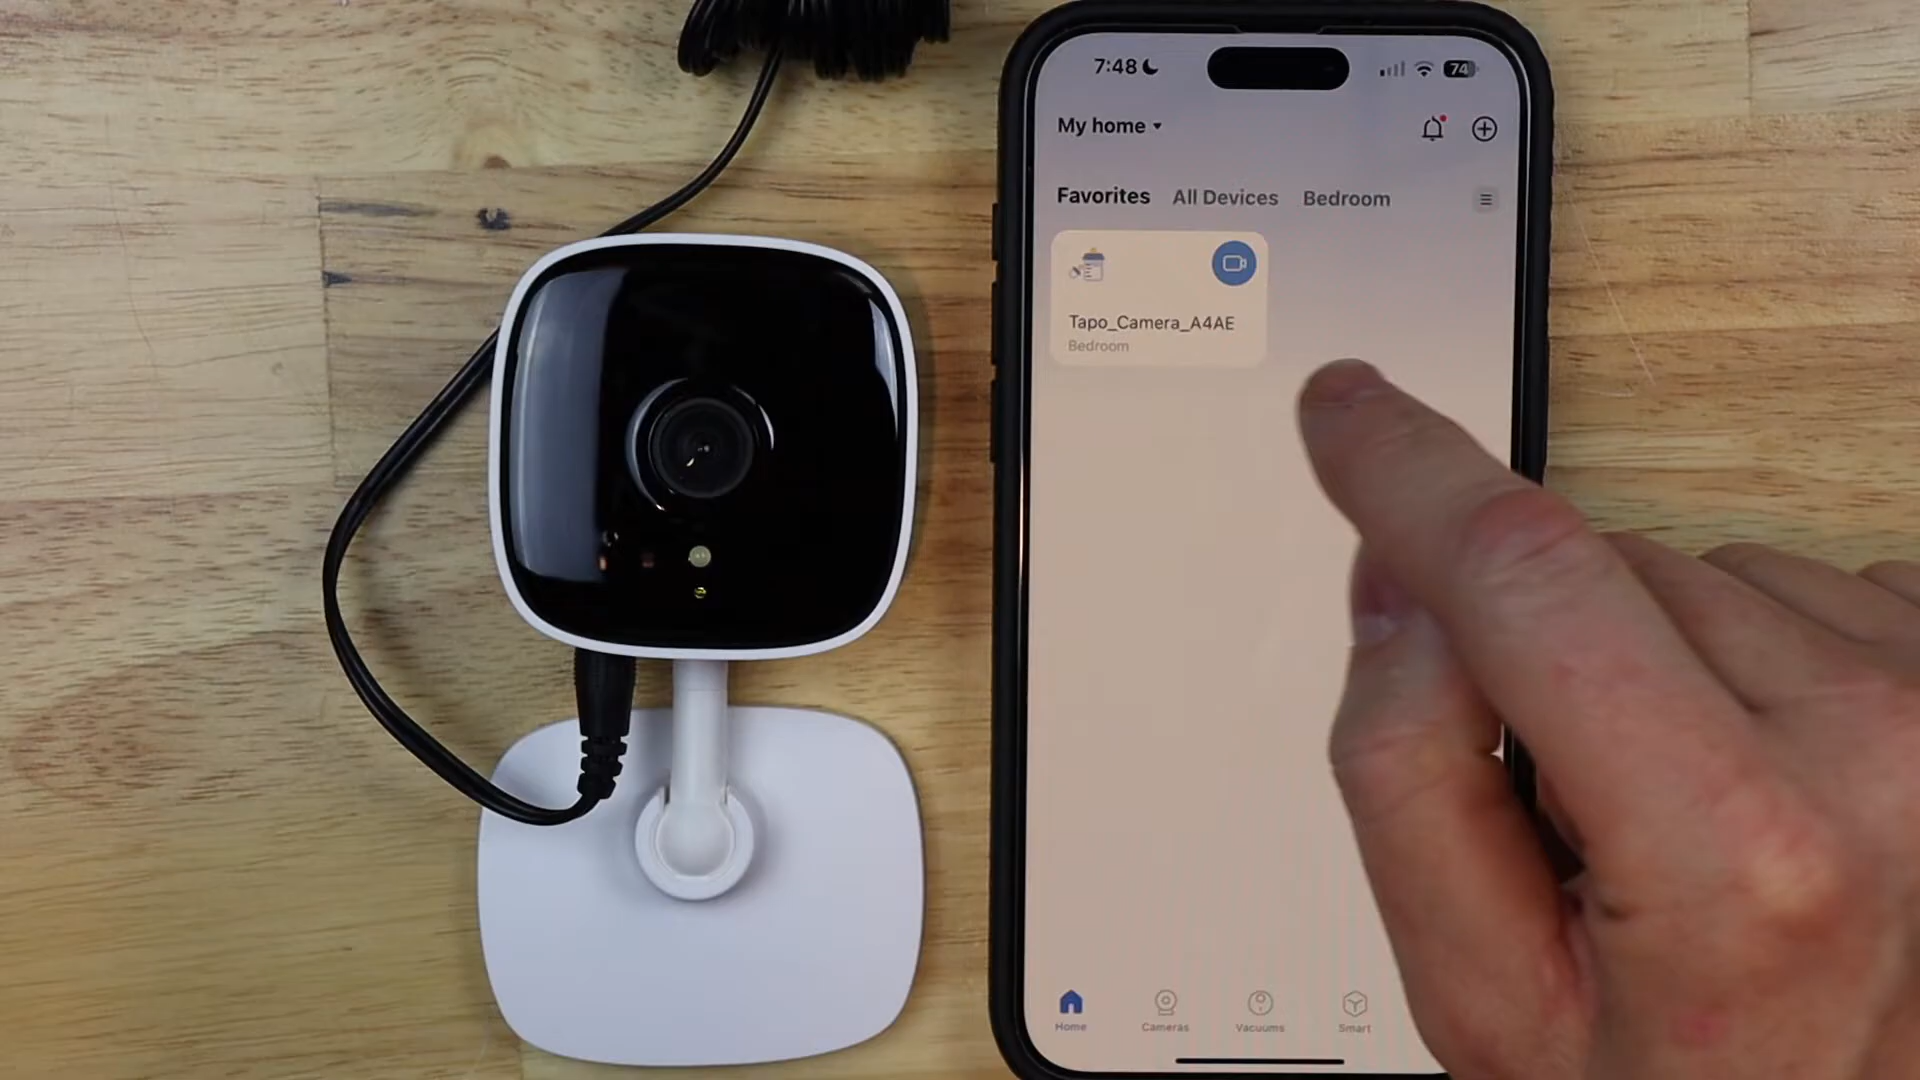 7:48
74
My home
Favorites All Devices Bedroom
Tapo_Camera_A4AE
Bedroom
Home Cameras Vacuums Smart